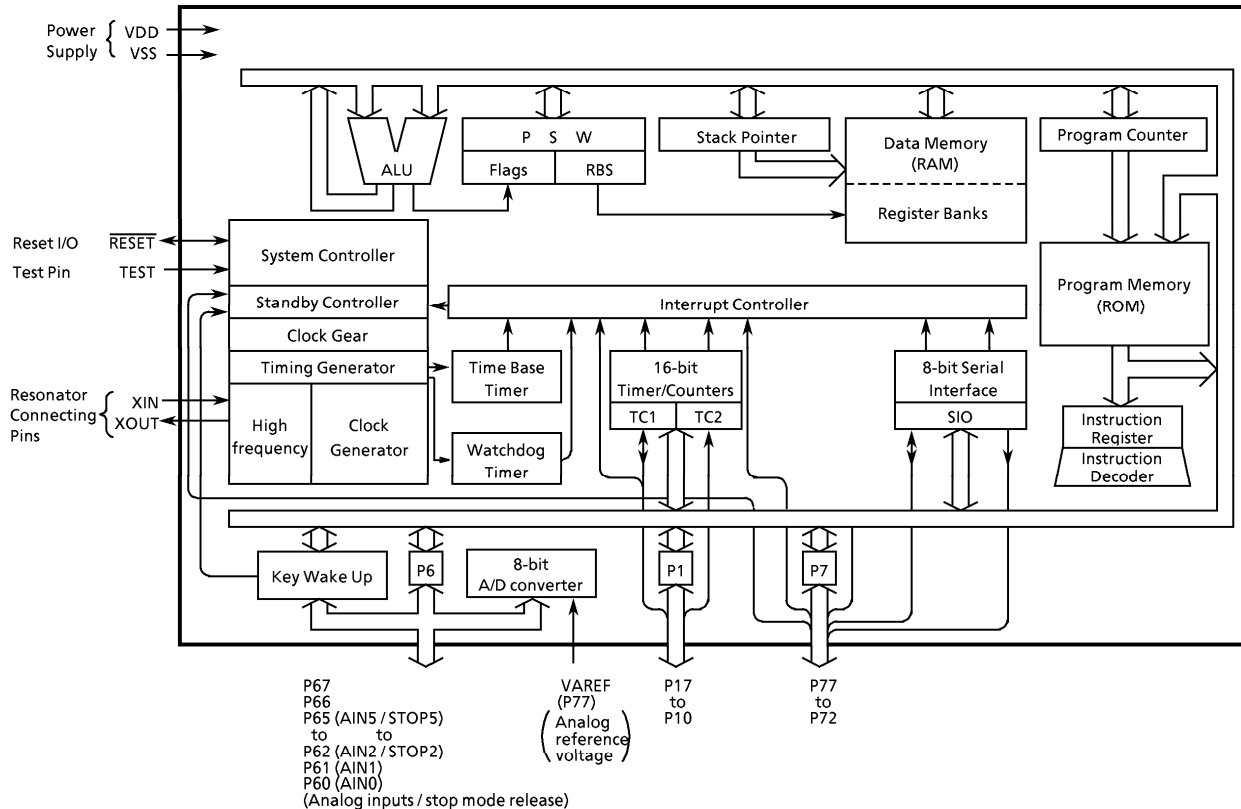 Power
Supply
VDD
VSS
P S W
Stack Pointer
Data Memory
(RAM)
Program Counter
ALU
Flags
RBS
Register Banks
Reset I/O
RESET
Test Pin
TEST
System Controller
Standby Controller
Interrupt Controller
Program Memory
(ROM)
Clock Gear
Timing Generator
Time Base
Timer
16-bit
Timer/Counters
TC1
TC2
8-bit Serial
Interface
SIO
Resonator
Connecting
Pins
XIN
XOUT
High
frequency
Clock
Generator
Watchdog
Timer
Instruction
Register
Instruction
Decoder
Key Wake Up
P6
8-bit
A/D converter
P1
P7
P67
P66
P65 (AIN5 / STOP5)
to to
P62 (AIN2 / STOP2)
P61 (AIN1)
P60 (AIN0)
(Analog inputs / stop mode release)
VAREF
(P77)
(Analog
reference
voltage)
P17
to
P10
P77
to
P72